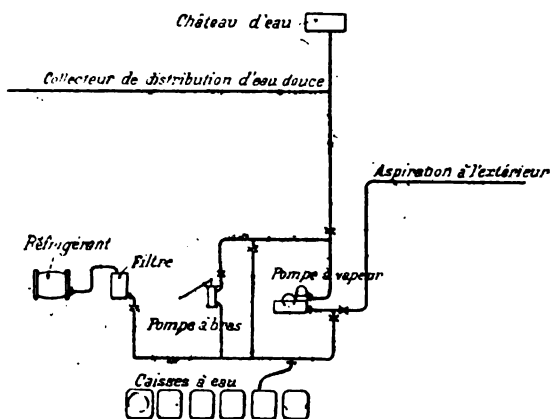 Château d'eau
Collecteur de distribution d'eau douce
Aspiration à l'extérieur
Réfrigérant
Filtre
Pompe à vapeur
Pompe à bras
Caisses à eau